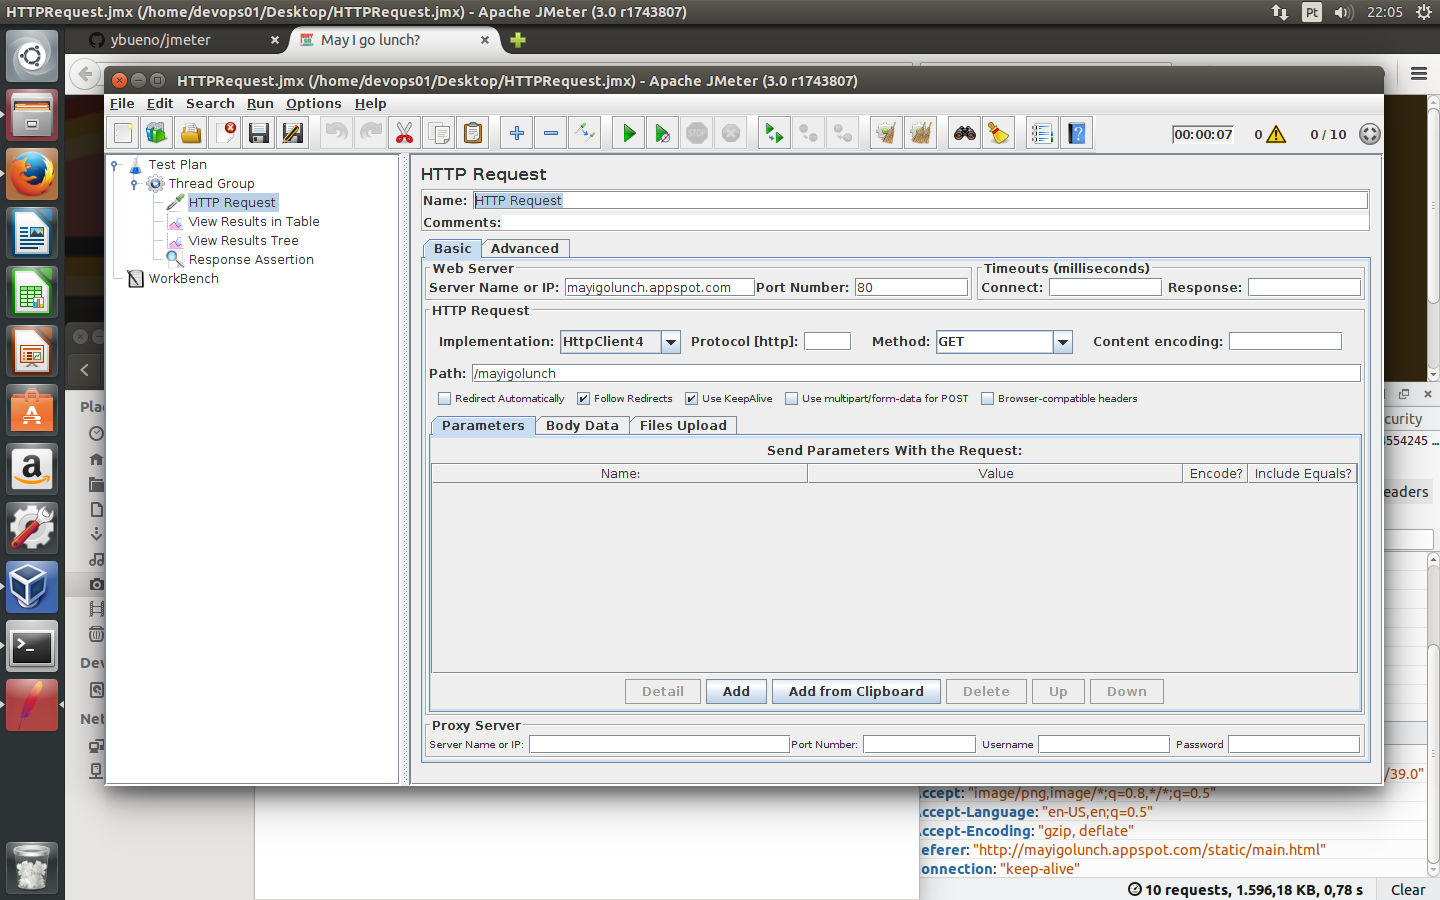 HTTPRequest.jmx (/home/devops01/Desktop/HTTPRequest.jmx) - Apache JMeter (3.0 r1743807)
Pt
22:05
ybueno/jmeter
May I go lunch?
HTTPRequest.jmx (/home/devops01/Desktop/HTTPRequest.jmx) - Apache JMeter (3.0 r1743807)
File Edit Search Run Options Help
STOP
00:00:07
0
0 / 10
Test Plan
Thread Group
HTTP Request
View Results in Table
View Results Tree
Response Assertion
WorkBench
HTTP Request
Name: HTTP Request
Comments:
Basic Advanced
Web Server
Server Name or IP: mayigolunch.appspot.com Port Number: 80
Timeouts (milliseconds)
Connect: Response:
HTTP Request
Implementation: HttpClient4 Protocol [http]: Method: GET Content encoding:
Path: /mayigolunch
Redirect Automatically Follow Redirects Use KeepAlive Use multipart/form-data for POST Browser-compatible headers
Parameters Body Data Files Upload
Send Parameters With the Request:
Name: Value Encode? Include Equals?
Detail Add Add from Clipboard Delete Up Down
Proxy Server
Server Name or IP: Port Number: Username Password
Plac
Dev
Net
curity
4554245 ...
eaders
/39.0"
Accept: "image/png,image/*;q=0.8,*/*;q=0.5"
Accept-Language: "en-US,en;q=0.5"
Accept-Encoding: "gzip, deflate"
eferer: "http://mayigolunch.appspot.com/static/main.html"
onnection: "keep-alive"
10 requests, 1.596,18 KB, 0,78 s
Clear